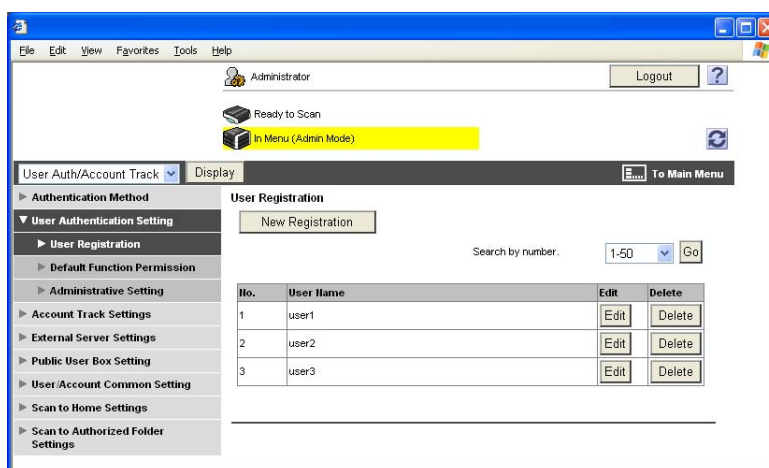 File Edit View Favorites Tools Help
Administrator
Logout
?
Ready to Scan
In Menu (Admin Mode)
User Auth/Account Track
Display
To Main Menu
Authentication Method
User Authentication Setting
User Registration
Default Function Permission
Administrative Setting
Account Track Settings
External Server Settings
Public User Box Setting
User/Account Common Setting
Scan to Home Settings
Scan to Authorized Folder
Settings
User Registration
New Registration
Search by number. 1-50 Go
No. User Name Edit Delete
1 user1 Edit Delete
2 user2 Edit Delete
3 user3 Edit Delete